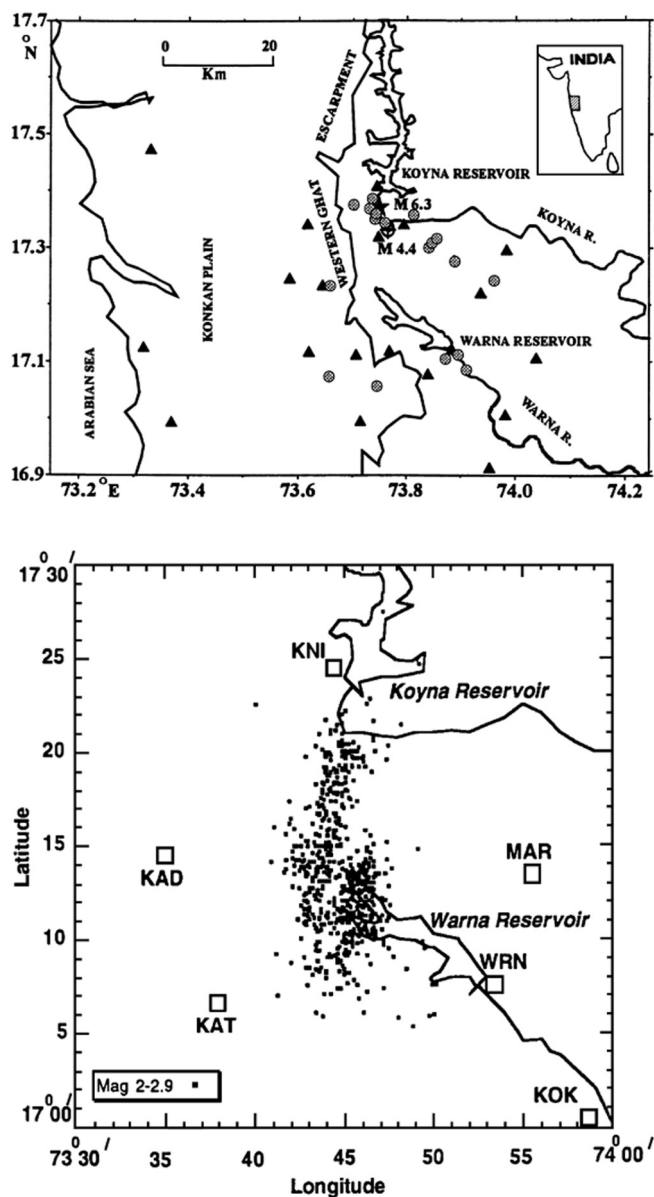 17.7
° N
17.5
17.3
17.1
16.9
0 20
Km
INDIA
ESCARPMENT
WESTERN GHAT
KOYNA RESERVOIR
M 6.3
M 4.4
KOYNA R.
KONKAN PLAIN
ARABIAN SEA
WARNA RESERVOIR
WARNA R.
73.2 °E 73.4 73.6 73.8 74.0 74.2
17° 30'
25
20
15
10
5
17° 00'
Latitude
KNI
Koyna Reservoir
KAD
MAR
Warna Reservoir
WRN
KAT
Mag 2-2.9
KOK
73° 30' 35 40 45 50 55 74° 00'
Longitude